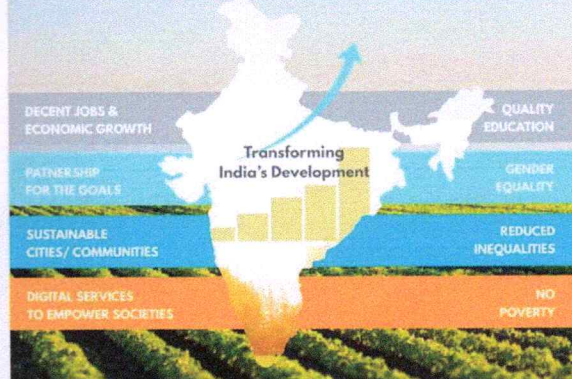 DECENT JOBS &
ECONOMIC GROWTH
QUALITY
EDUCATION
Transforming
India's Development
PATNERSHIP
FOR THE GOALS
GENDER
EQUALITY
SUSTAINABLE
CITIES/ COMMUNITIES
REDUCED
INEQUALITIES
DIGITAL SERVICES
TO EMPOWER SOCIETIES
NO
POVERTY